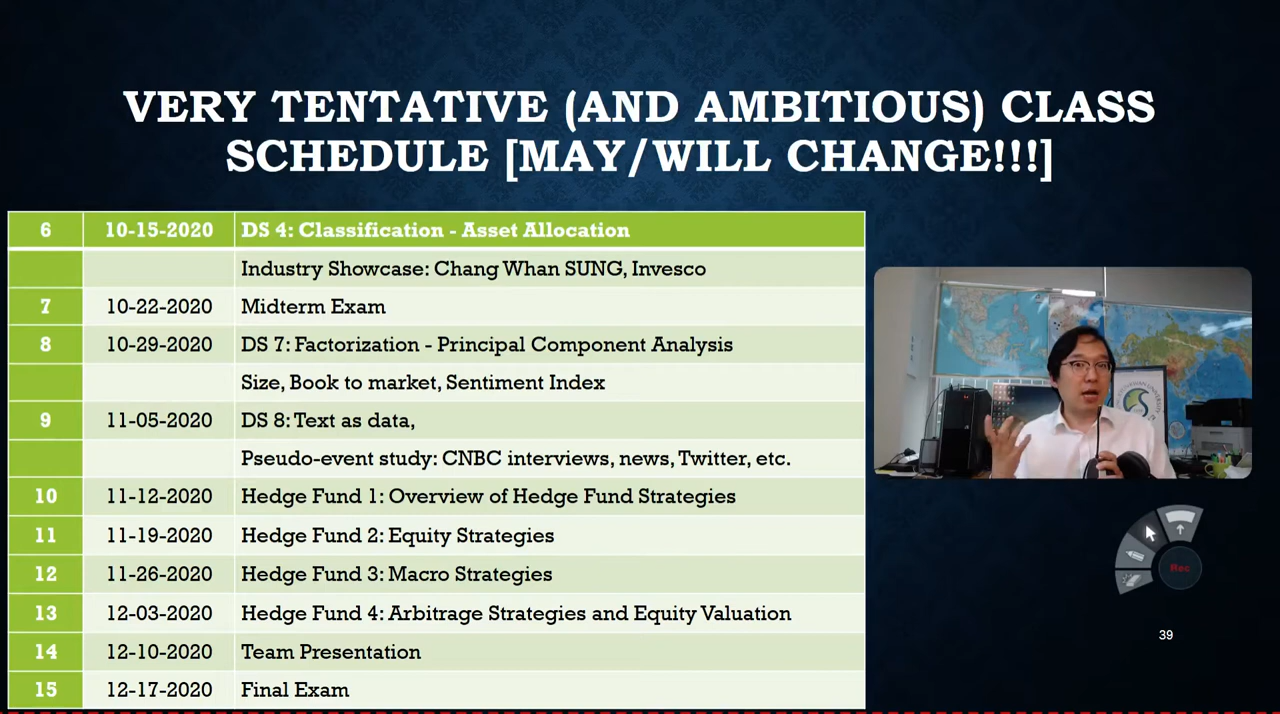 VERY TENTATIVE (AND AMBITIOUS) CLASS
SCHEDULE [MAY/WILL CHANGE!!!]
6 10-15-2020 DS 4: Classification - Asset Allocation
Industry Showcase: Chang Whan SUNG, Invesco
7 10-22-2020 Midterm Exam
8 10-29-2020 DS 7: Factorization - Principal Component Analysis
Size, Book to market, Sentiment Index
9 11-05-2020 DS 8: Text as data,
Pseudo-event study: CNBC interviews, news, Twitter, etc.
10 11-12-2020 Hedge Fund 1: Overview of Hedge Fund Strategies
11 11-19-2020 Hedge Fund 2: Equity Strategies
12 11-26-2020 Hedge Fund 3: Macro Strategies
13 12-03-2020 Hedge Fund 4: Arbitrage Strategies and Equity Valuation
14 12-10-2020 Team Presentation
15 12-17-2020 Final Exam
Rec
39